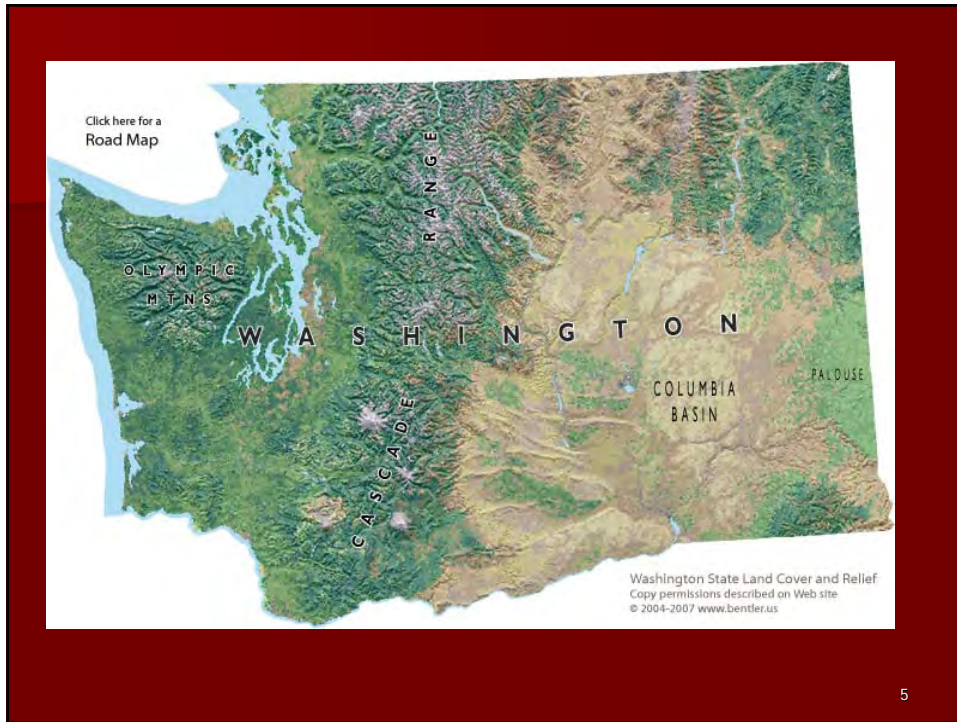 Click here for a
Road Map
RANGE
OLYMPIC
MTNS
WASHINGTON
PALOUSE
COLUMBIA
BASIN
CASCADE
Washington State Land Cover and Relief
Copy permissions described on Web site
© 2004-2007 www.bentler.us
5